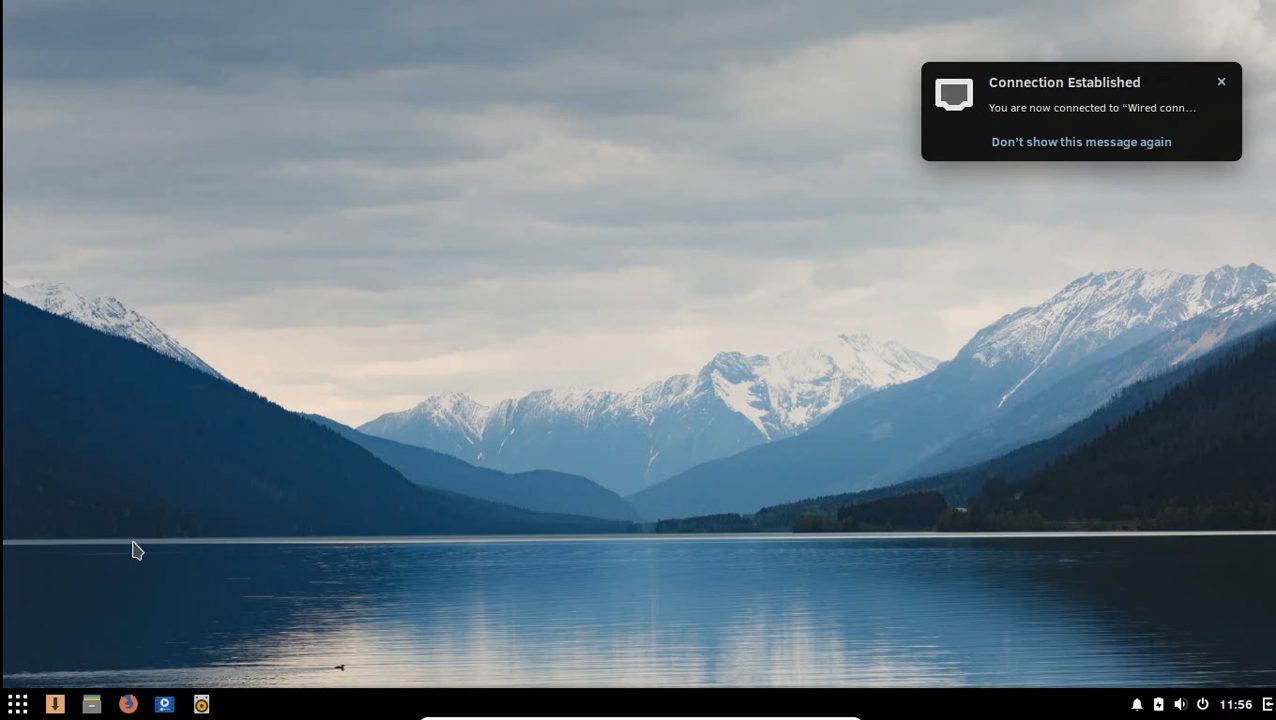 Connection Established
You are now connected to “Wired conn…
Don't show this message again
11:56